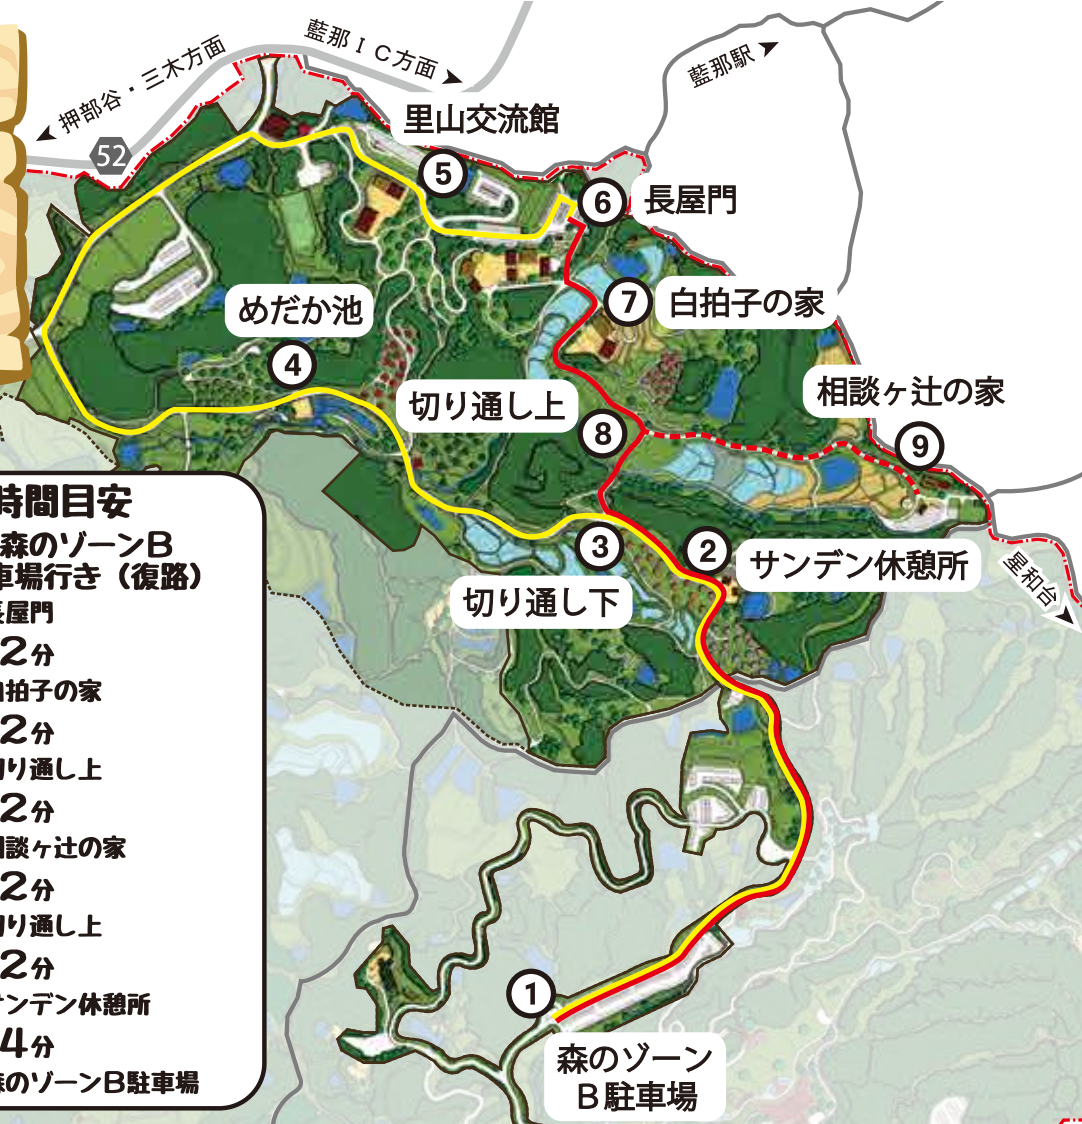 藍那ＩＣ方面
押部谷・三木方面
52
藍那駅
里山交流館
5
6
長屋門
めだか池
4
7
白拍子の家
切り通し上
8
相談ヶ辻の家
9
3
切り通し下
2
サンデン休憩所
星和台
1
森のゾーン
Ｂ駐車場
時間目安
森のゾーンB
車場行き（復路）
長屋門
2分
白拍子の家
2分
切り通し上
2分
相談ヶ辻の家
2分
切り通し上
2分
サンデン休憩所
4分
森のゾーンB駐車場